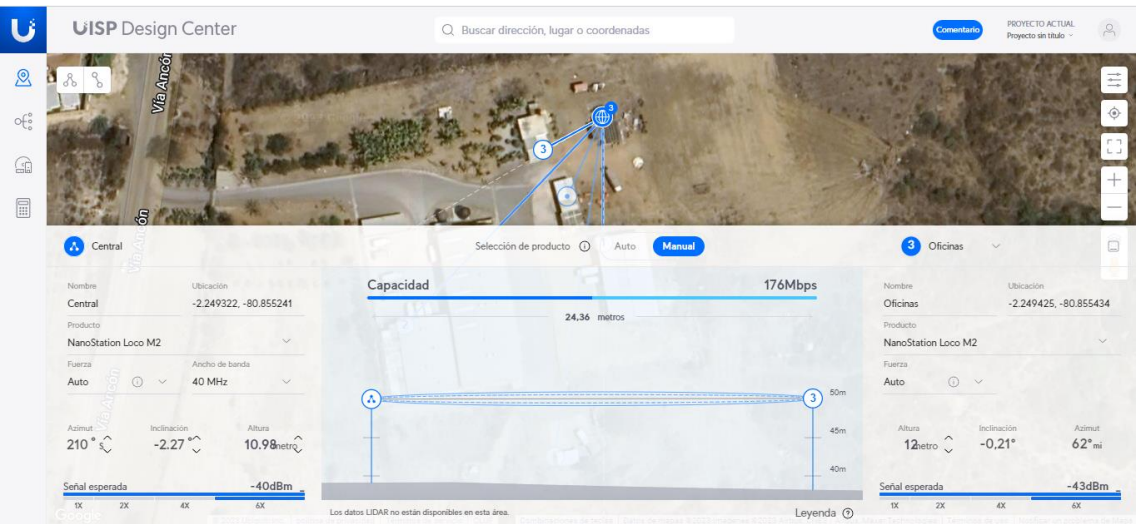 UISP Design Center
Buscar dirección, lugar o coordenadas
Comentario
PROYECTO ACTUAL
Proyecto sin título
Vía Ancón
3
3
Vía Ancón
Central
Selección de producto
Auto
Manual
3 Oficinas
Nombre
Ubicación
Central
-2.249322, -80.855241
Producto
NanoStation Loco M2
Fuerza
Ancho de banda
Auto
40 MHz
Azimut
Inclinación
Altura
210 ° s
-2.27 °
10.98metro
Señal esperada
-40dBm
1X 2X 4X 6X
Capacidad
176Mbps
24,36 metros
3
50m
45m
40m
Los datos LIDAR no están disponibles en esta área.
Leyenda
Nombre
Ubicación
Oficinas
-2.249425, -80.855434
Producto
NanoStation Loco M2
Fuerza
Auto
Altura
Inclinación
Azimut
12metro
-0,21°
62° mi
Señal esperada
-43dBm
1X 2X 4X 6X
Google